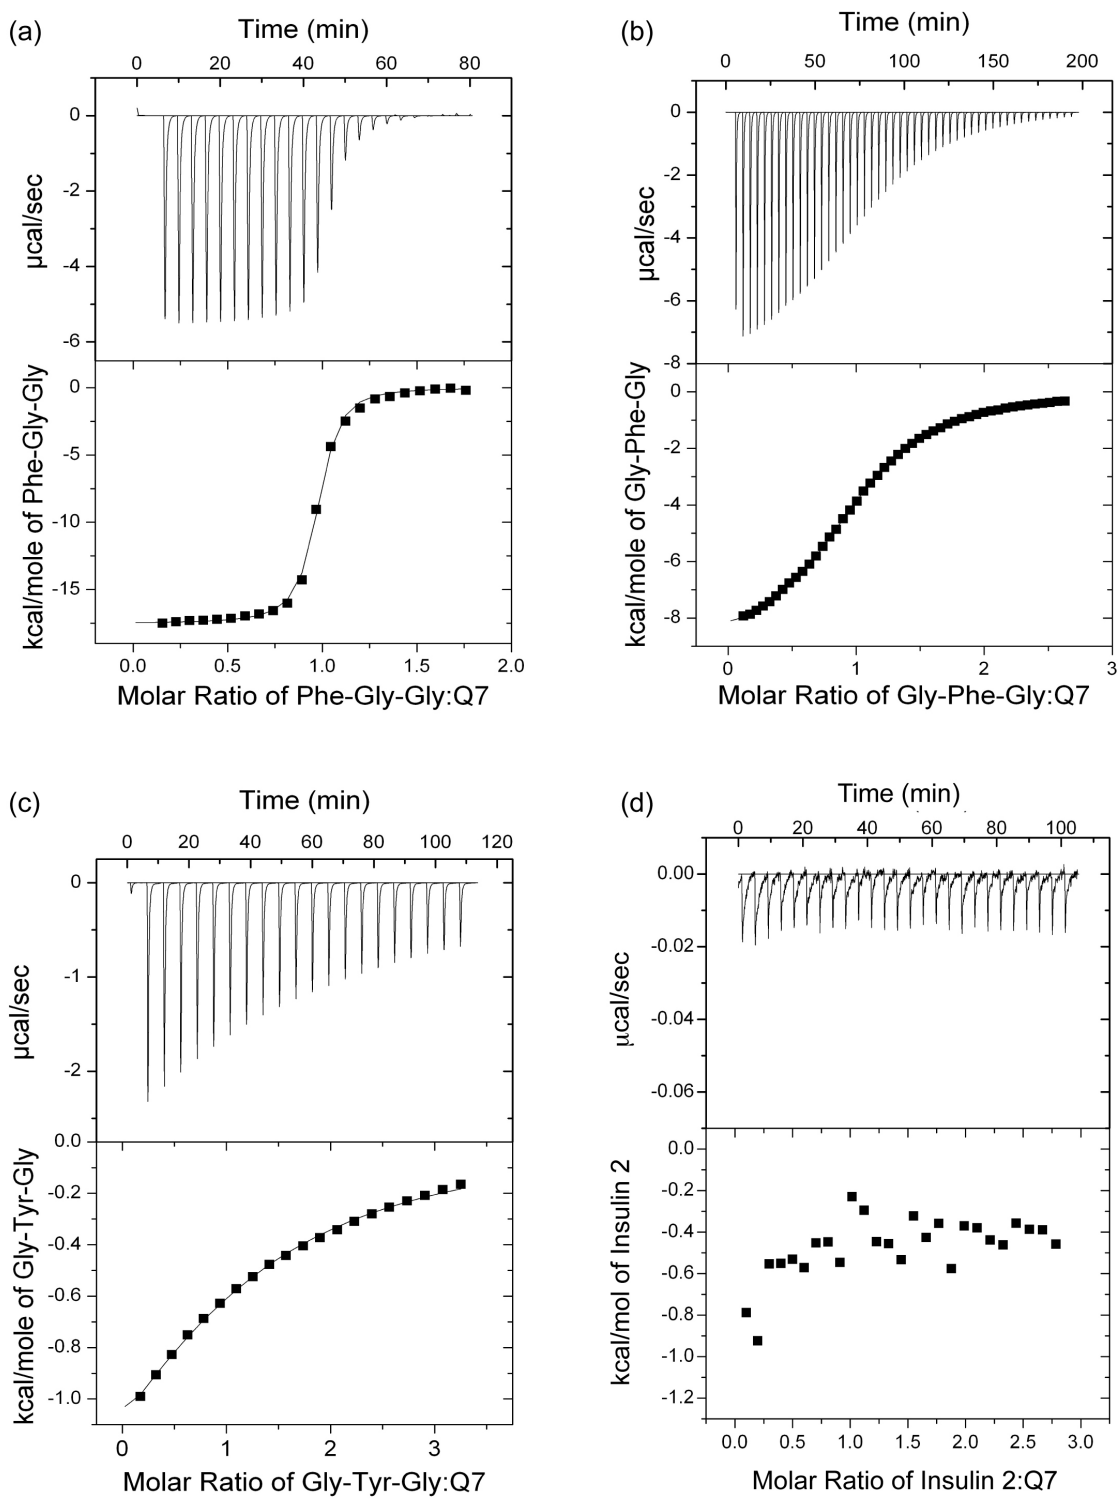 (a)
Time (min)
0 20 40 60 80
0
-2
-4
-6
µcal/sec
0
-5
-10
-15
kcal/mole of Phe-Gly-Gly
0.0 0.5 1.0 1.5 2.0
Molar Ratio of Phe-Gly-Gly:Q7
(b)
Time (min)
0 50 100 150 200
0
-2
-4
-6
-8
µcal/sec
0
-2
-4
-6
-8
kcal/mole of Gly-Phe-Gly
0 1 2 3
Molar Ratio of Gly-Phe-Gly:Q7
(c)
Time (min)
0 20 40 60 80 100 120
0
-1
-2
µcal/sec
0.0
-0.2
-0.4
-0.6
-0.8
-1.0
kcal/mole of Gly-Tyr-Gly
0 1 2 3
Molar Ratio of Gly-Tyr-Gly:Q7
(d)
Time (min)
0 20 40 60 80 100
0.00
-0.02
-0.04
-0.06
µcal/sec
0.0
-0.2
-0.4
-0.6
-0.8
-1.0
-1.2
kcal/mol of Insulin 2
0.0 0.5 1.0 1.5 2.0 2.5 3.0
Molar Ratio of Insulin 2:Q7